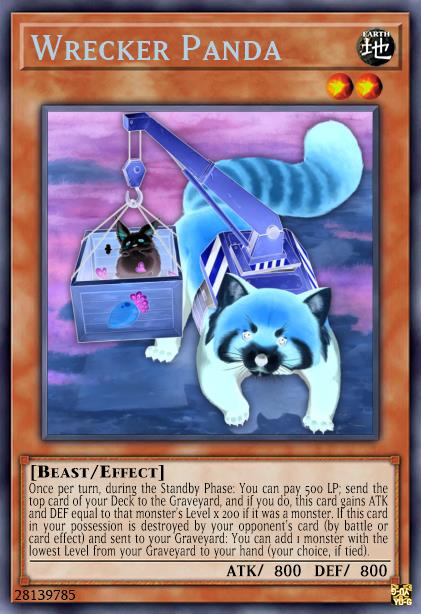 WRECKER PANDA
EARTH
地
[BEAST/EFFECT]
Once per turn, during the Standby Phase: You can pay 500 LP; send the
top card of your Deck to the Graveyard, and if you do, this card gains ATK
and DEF equal to that monster's Level x 200 if it was a monster. If this card
in your possession is destroyed by your opponent's card (by battle or
card effect) and sent to your Graveyard: You can add 1 monster with the
lowest Level from your Graveyard to your hand (your choice, if tied).
ATK/ 800 DEF/ 800
28139785